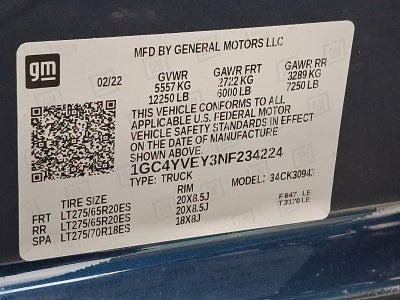 gm
MFD BY GENERAL MOTORS LLC
02/22 GVWR GAWR FRT GAWR RR
5557 KG 2722 KG 3289 KG
12250 LB 6000 LB 7250 LB
THIS VEHICLE CONFORMS TO ALL
APPLICABLE U.S. FEDERAL MOTOR
VEHICLE SAFETY STANDARDS IN EFFECT
ON THE DATE OF MANUFACTURE
SHOWN ABOVE.
1GC4YVEY3NF234224
TYPE: TRUCK MODEL: 34CK30943
TIRE SIZE RIM
FRT LT275/65R20ES 20X8.5J
RR LT275/65R20ES 20X8.5J
SPA LT275/70R18ES 18X8J